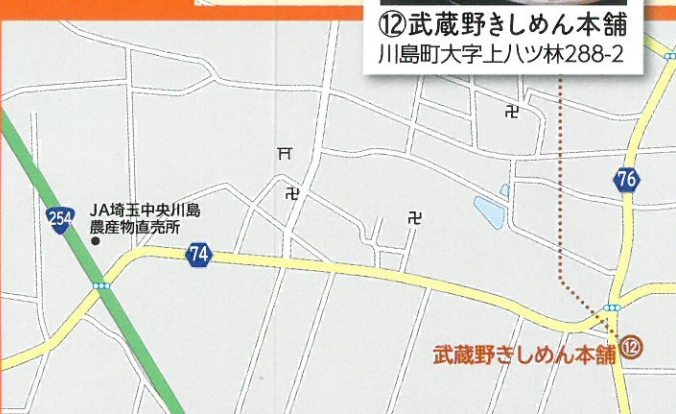 ⑫武蔵野きしめん本舗
川島町大字上八ツ林288-2
76
254
JA埼玉中央川島
農産物直売所
74
武蔵野きしめん本舗
⑫